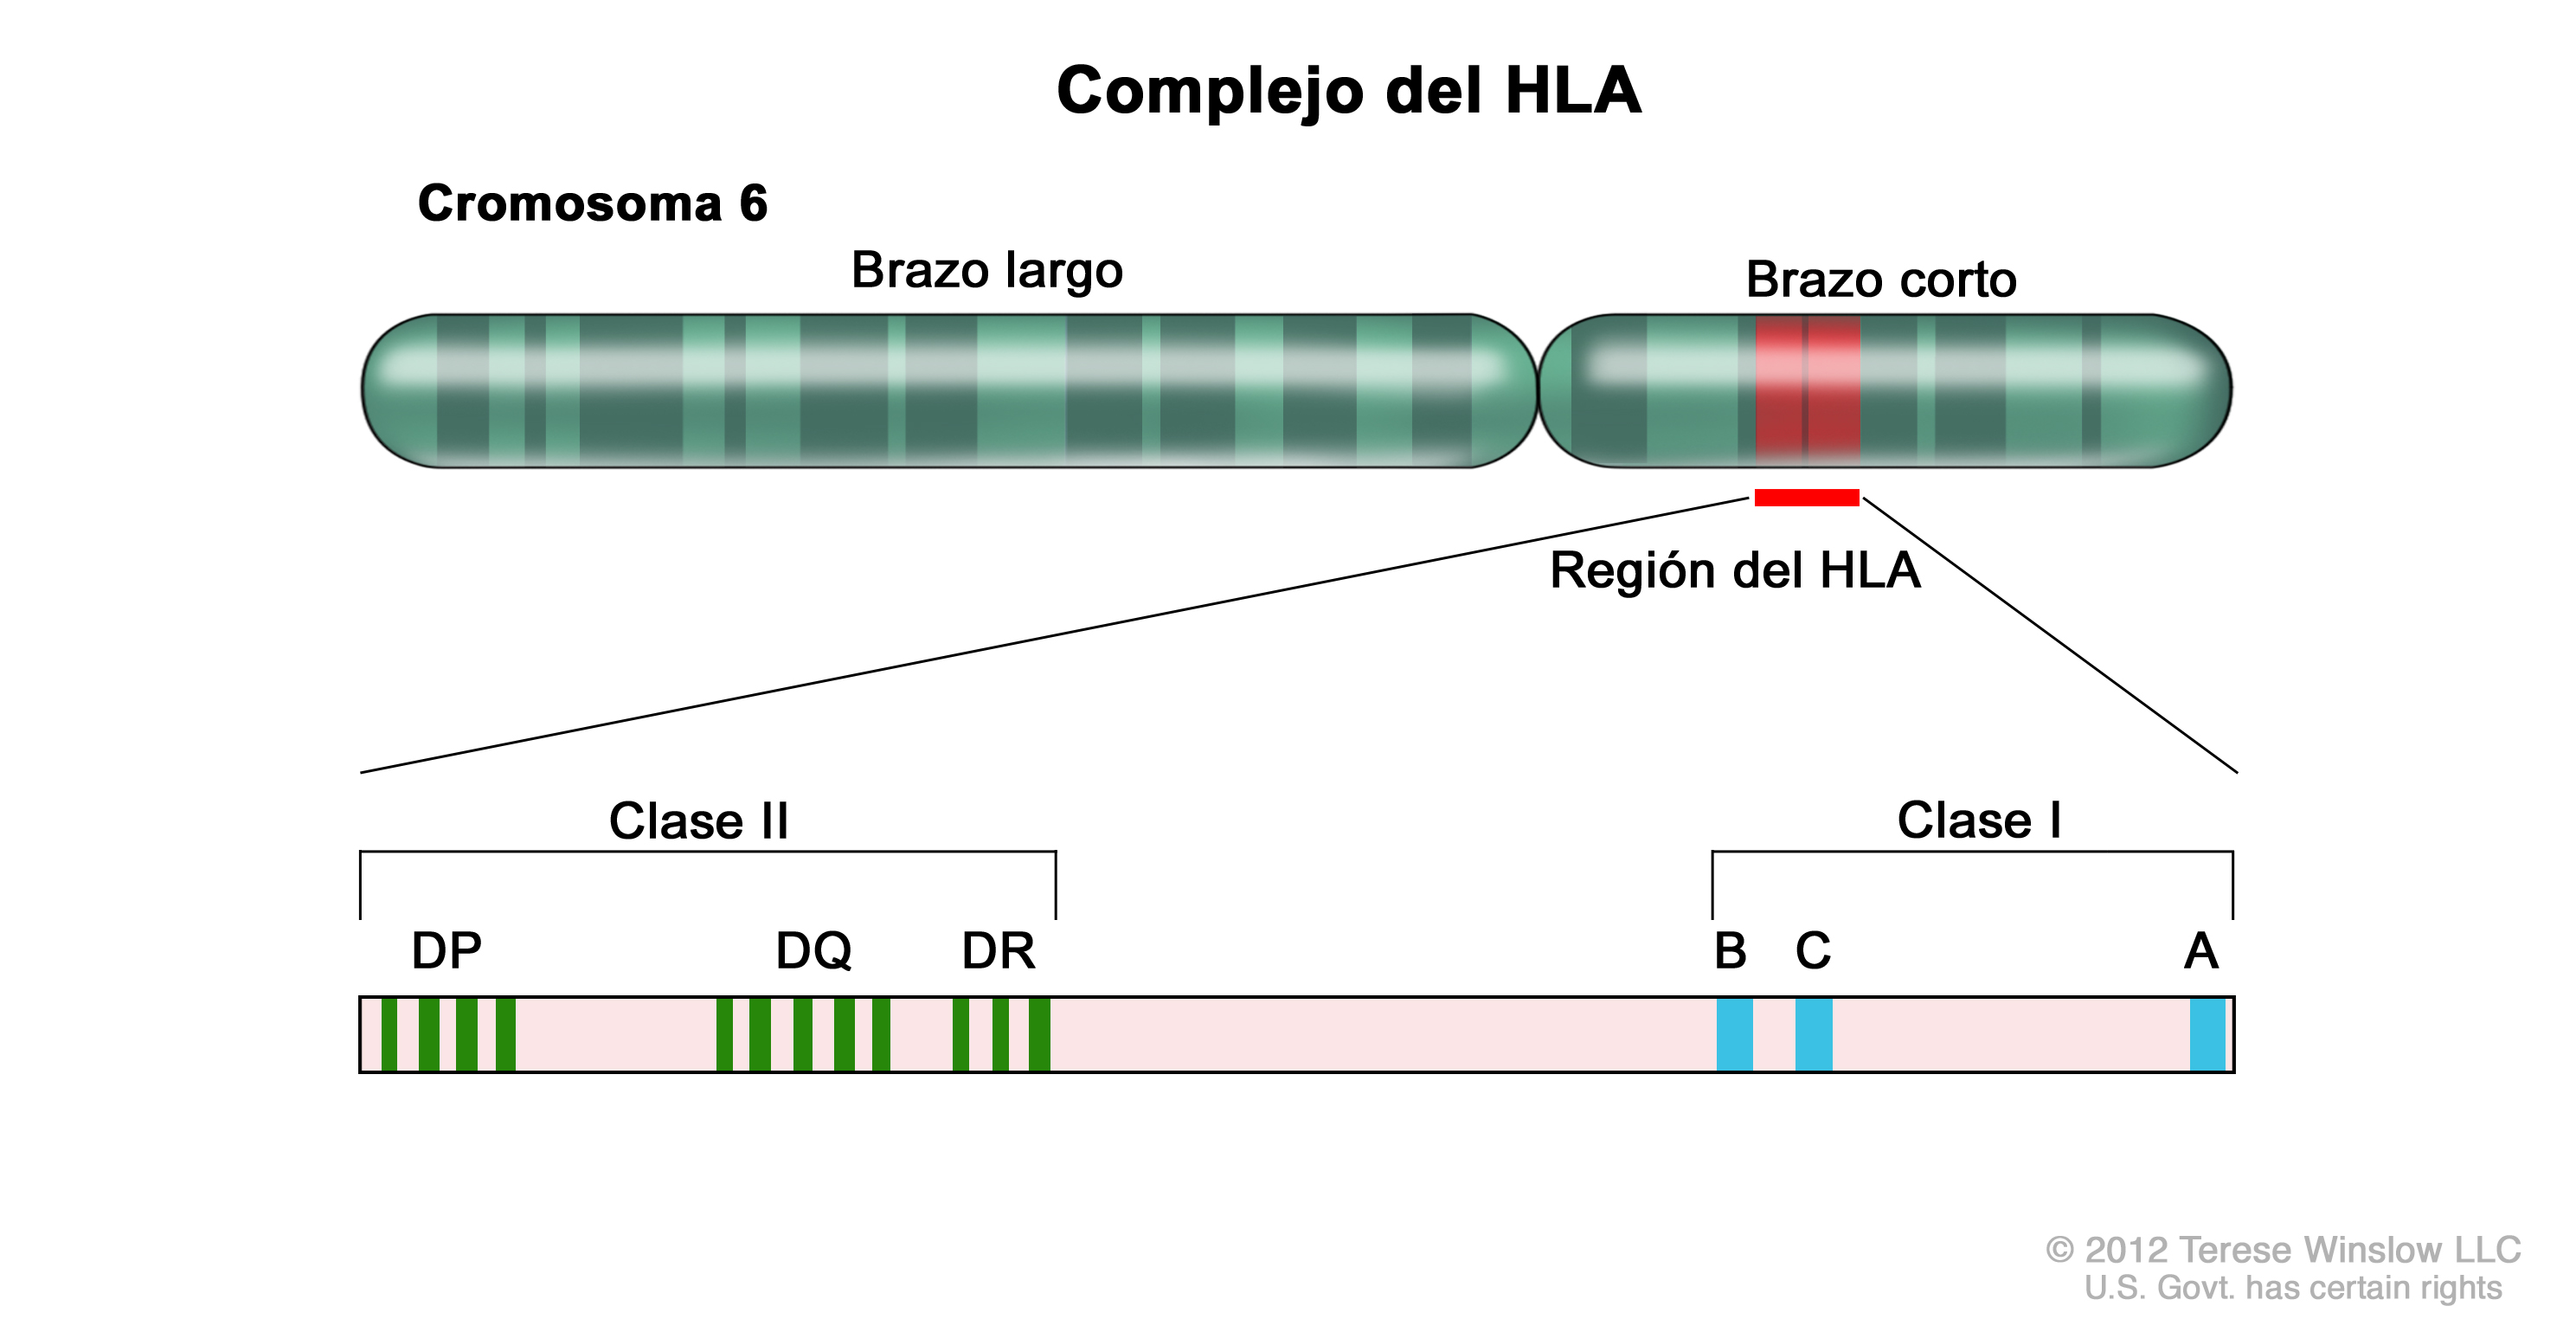 Complejo del HLA
Cromosoma 6
Brazo largo
Brazo corto
Región del HLA
Clase II
Clase I
DP
DQ
DR
B
C
A
© 2012 Terese Winslow LLC
U.S. Govt. has certain rights